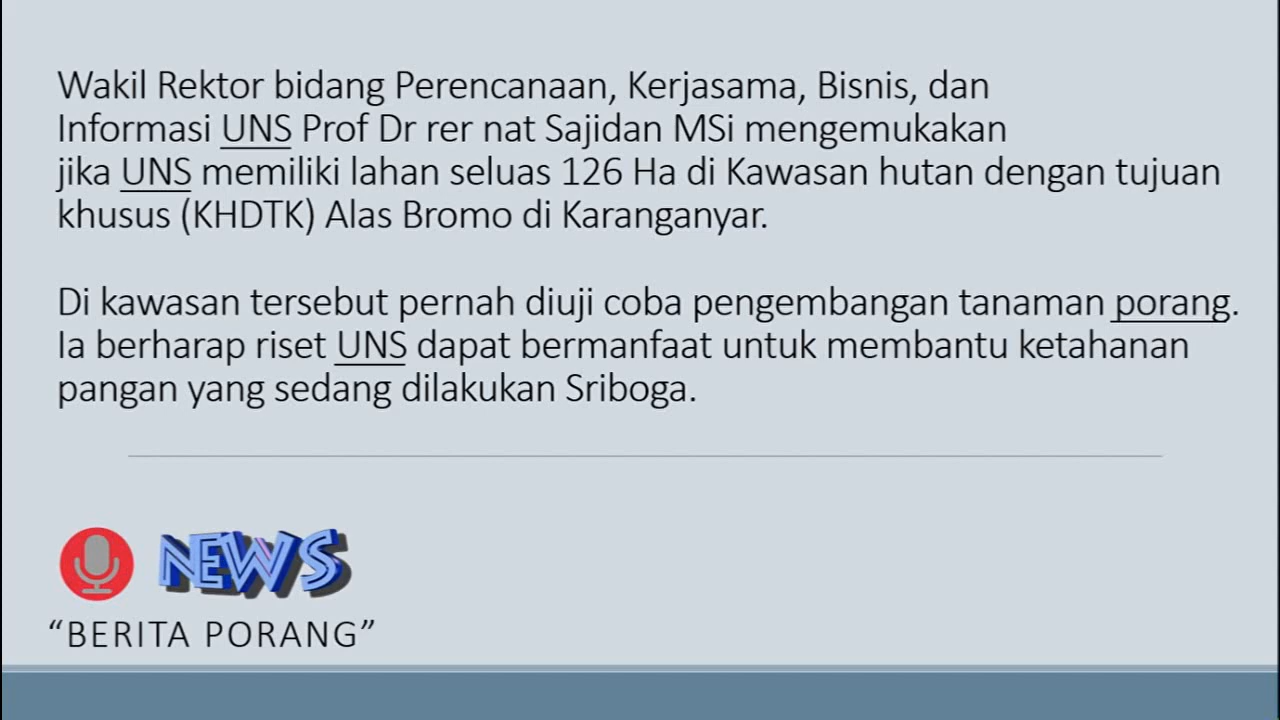 Wakil Rektor bidang Perencanaan, Kerjasama, Bisnis, dan
Informasi UNS Prof Dr rer nat Sajidan MSi mengemukakan
jika UNS memiliki lahan seluas 126 Ha di Kawasan hutan dengan tujuan
khusus (KHDTK) Alas Bromo di Karanganyar.
Di kawasan tersebut pernah diuji coba pengembangan tanaman porang.
Ia berharap riset UNS dapat bermanfaat untuk membantu ketahanan
pangan yang sedang dilakukan Sriboga.
NEWS
“BERITA PORANG”